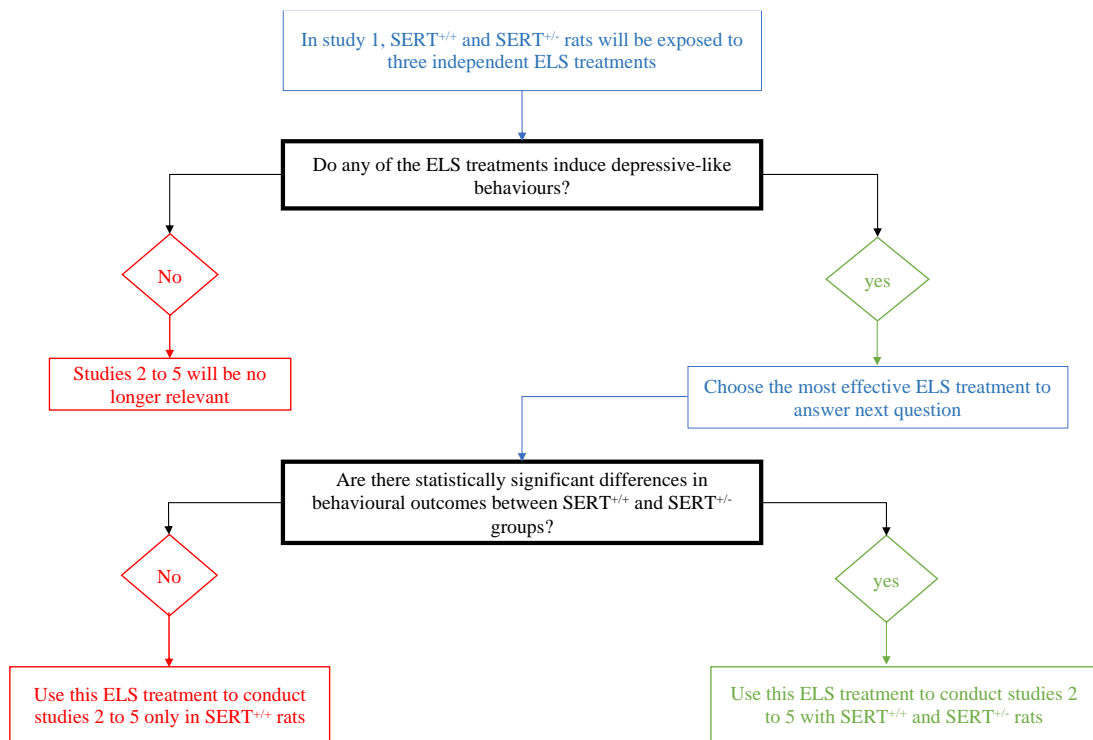 In study 1, SERT+/+ and SERT+/- rats will be exposed to
three independent ELS treatments
Do any of the ELS treatments induce depressive-like
behaviours?
No
yes
Studies 2 to 5 will be no
longer relevant
Choose the most effective ELS treatment to
answer next question
Are there statistically significant differences in
behavioural outcomes between SERT+/+ and SERT+/-
groups?
No
yes
Use this ELS treatment to conduct
studies 2 to 5 only in SERT+/+ rats
Use this ELS treatment to conduct studies 2
to 5 with SERT+/+ and SERT+/- rats